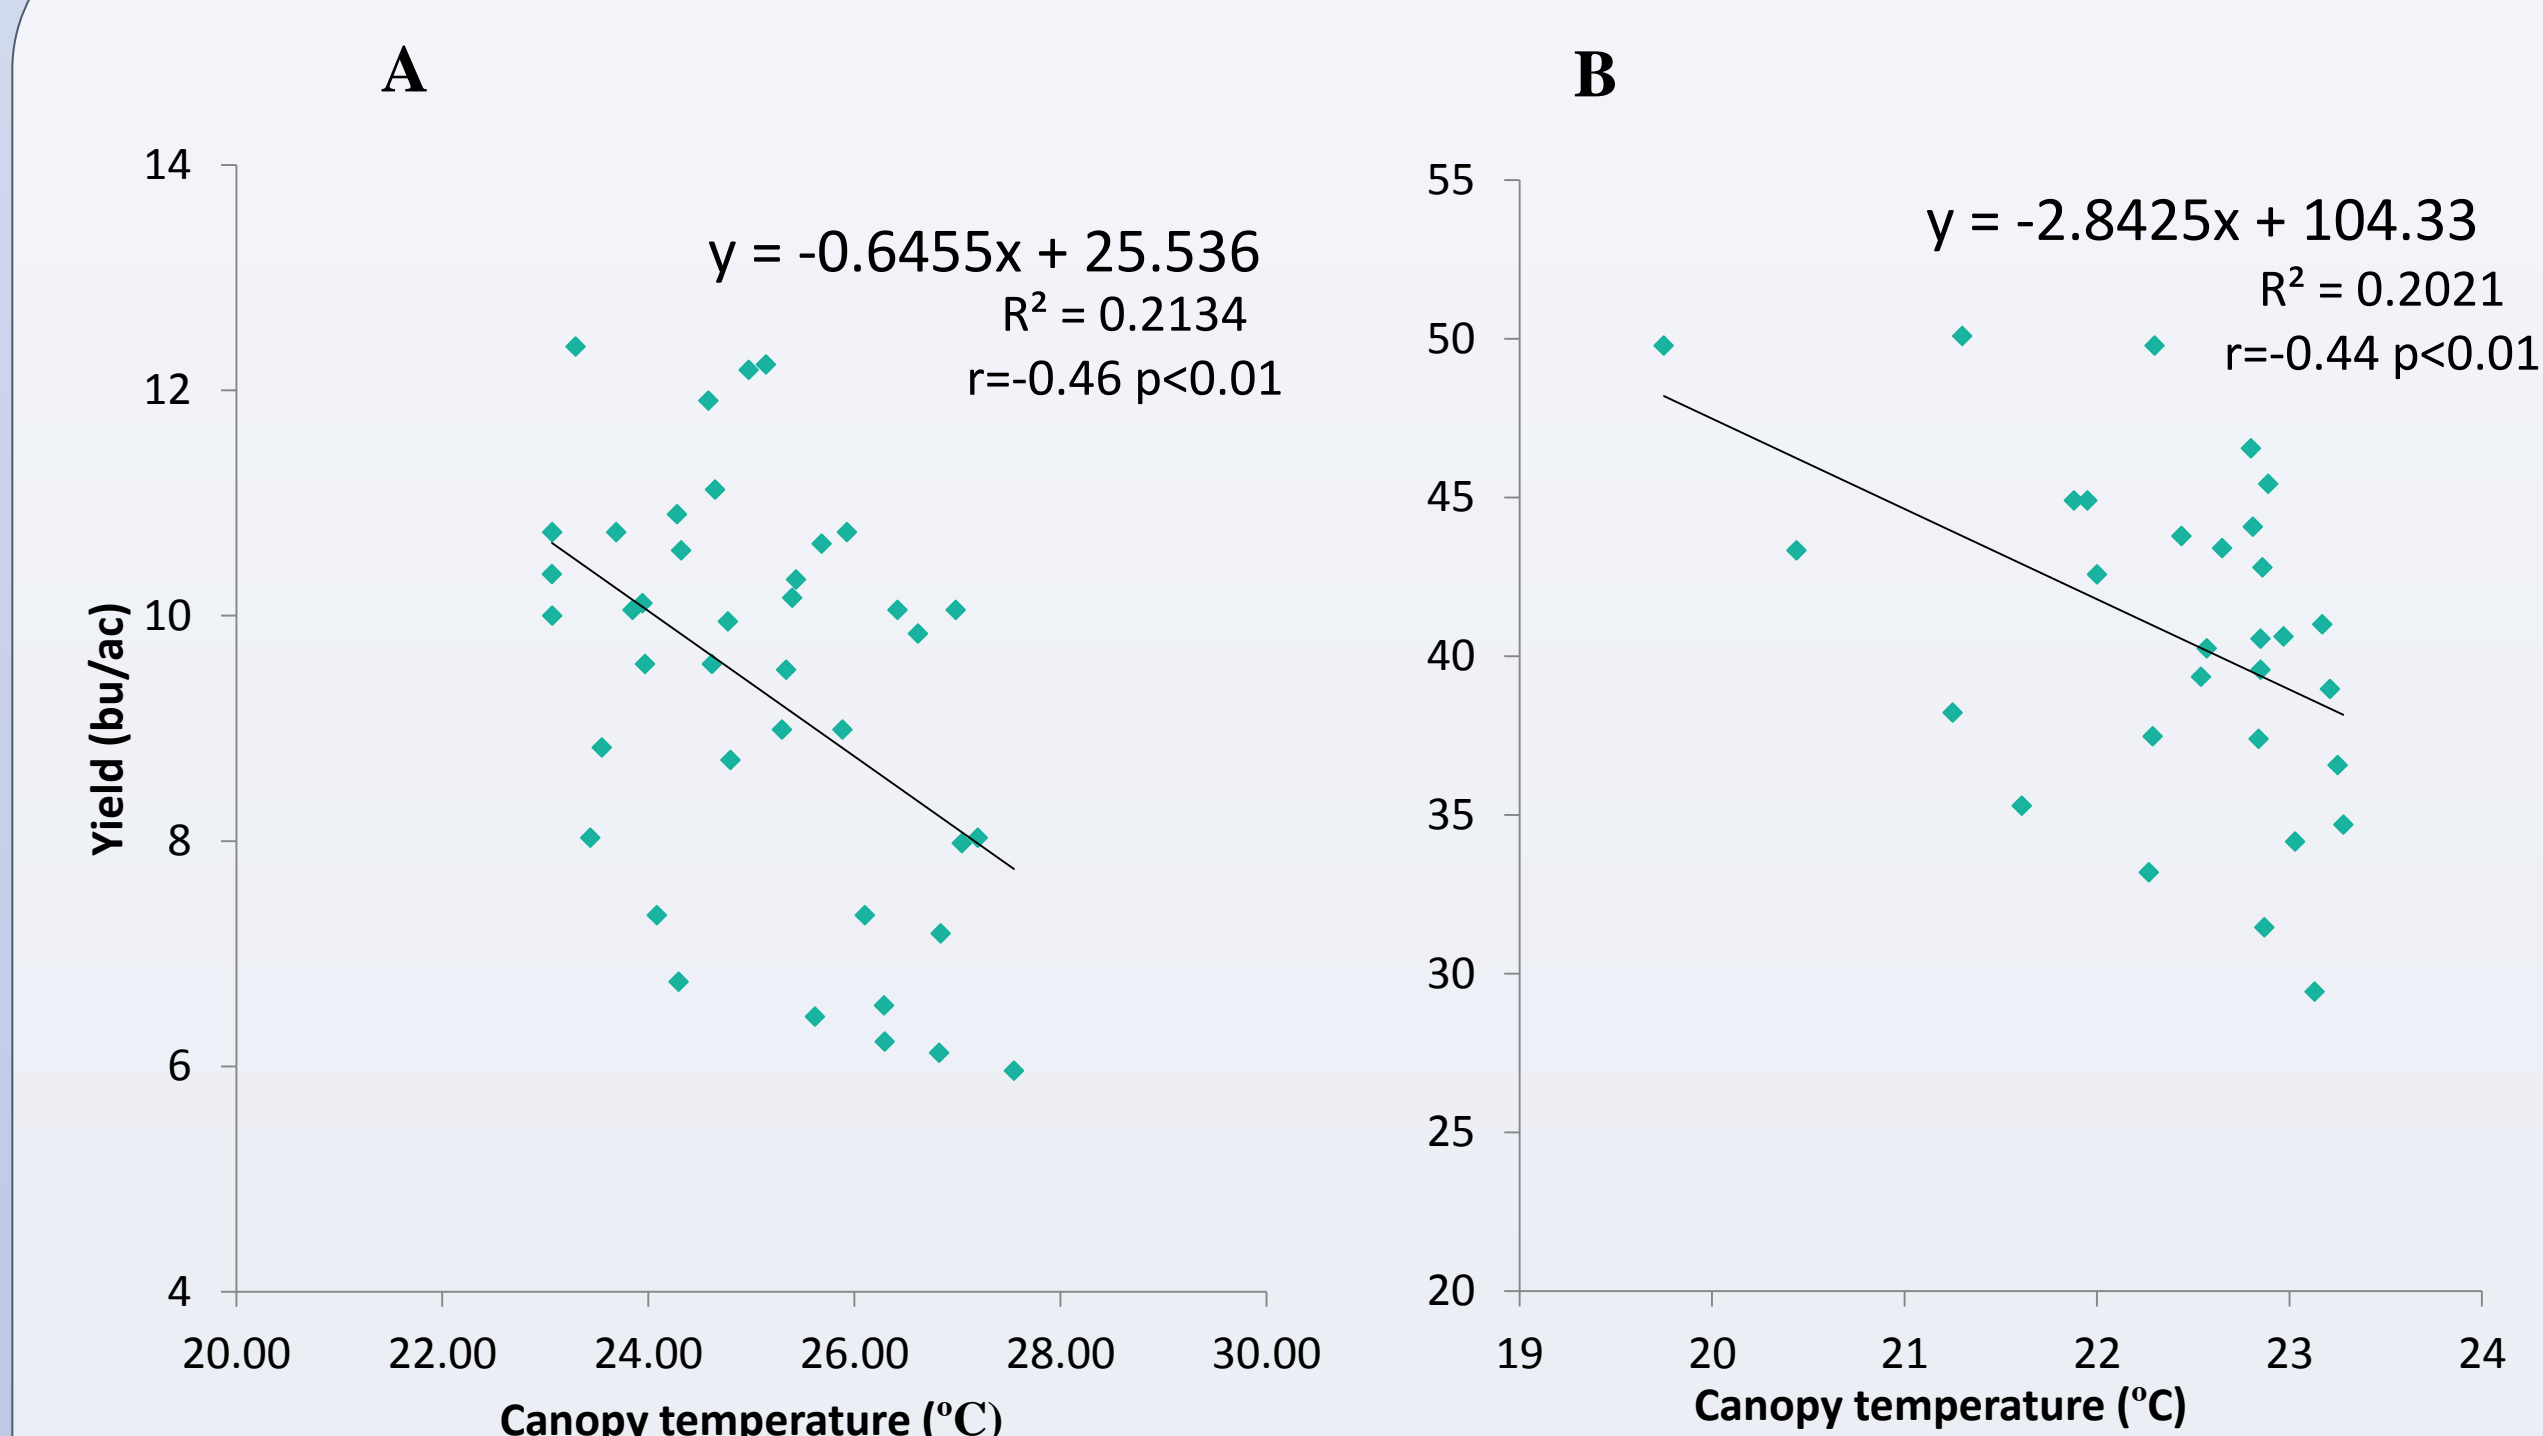 A
14
12
10
8
6
4
Yield (bu/ac)
y = -0.6455x + 25.536
R² = 0.2134
r=-0.46 p<0.01
20.00 22.00 24.00 26.00 28.00 30.00
Canopy temperature (ºC)
B
55
50
45
40
35
30
25
20
y = -2.8425x + 104.33
R² = 0.2021
r=-0.44 p<0.01
19 20 21 22 23 24
Canopy temperature (ºC)